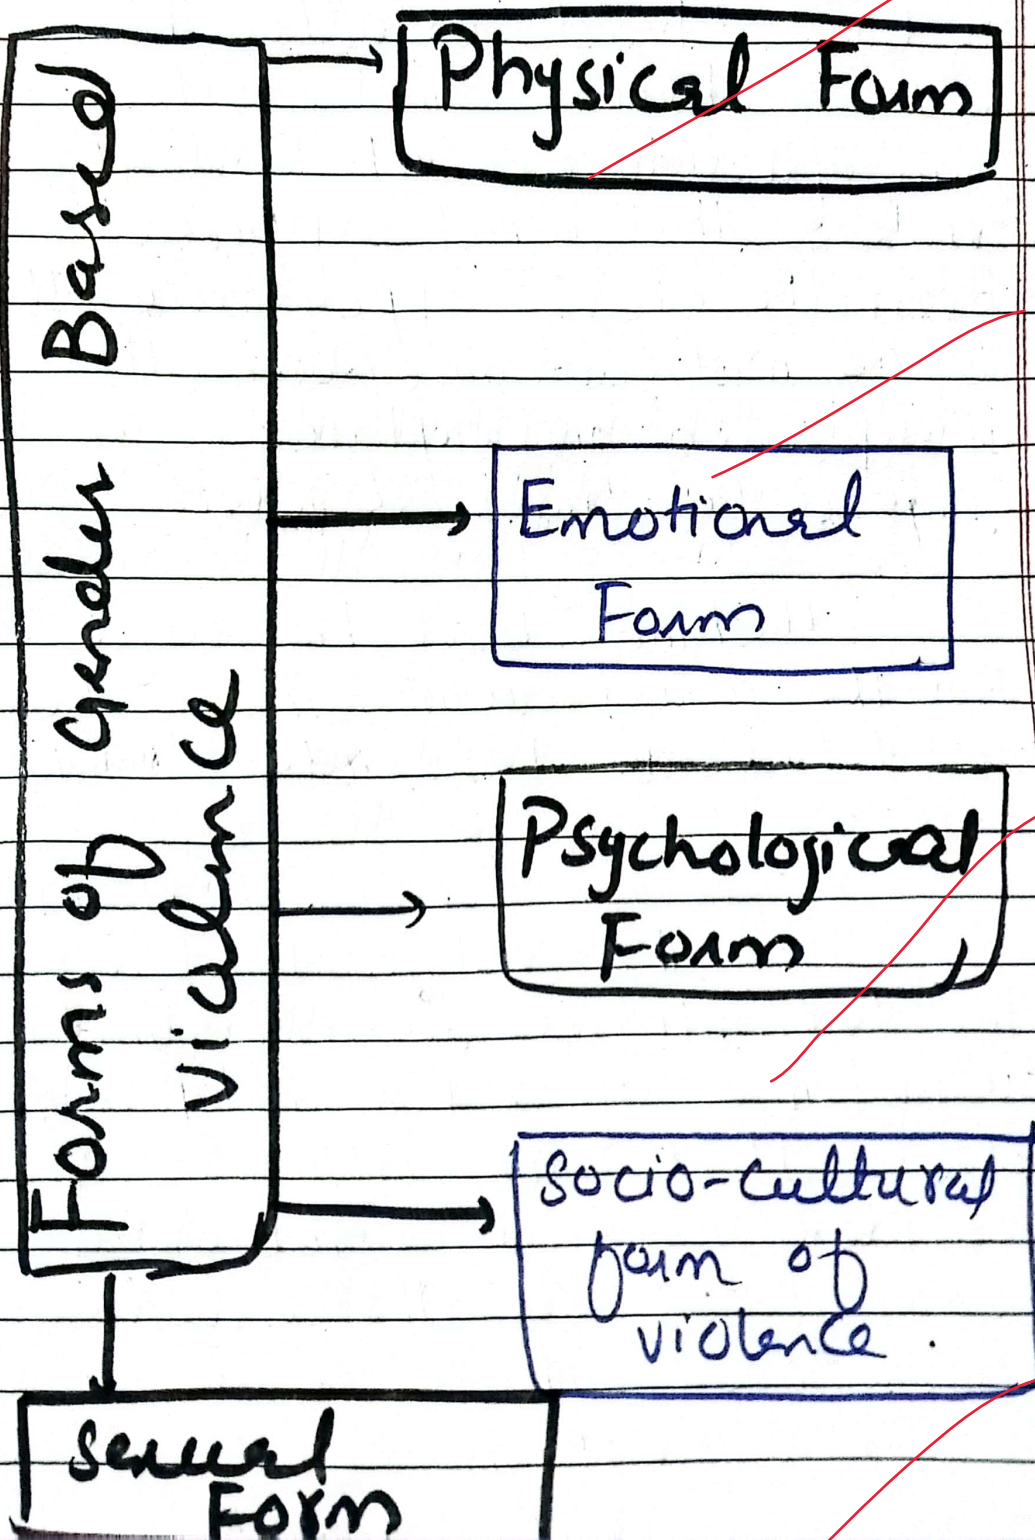 Forms of Gender Based
violence
Physical Form
Emotional
Form
Psychological
Form
Socio-cultural
form of
violence.
Sexual
Form